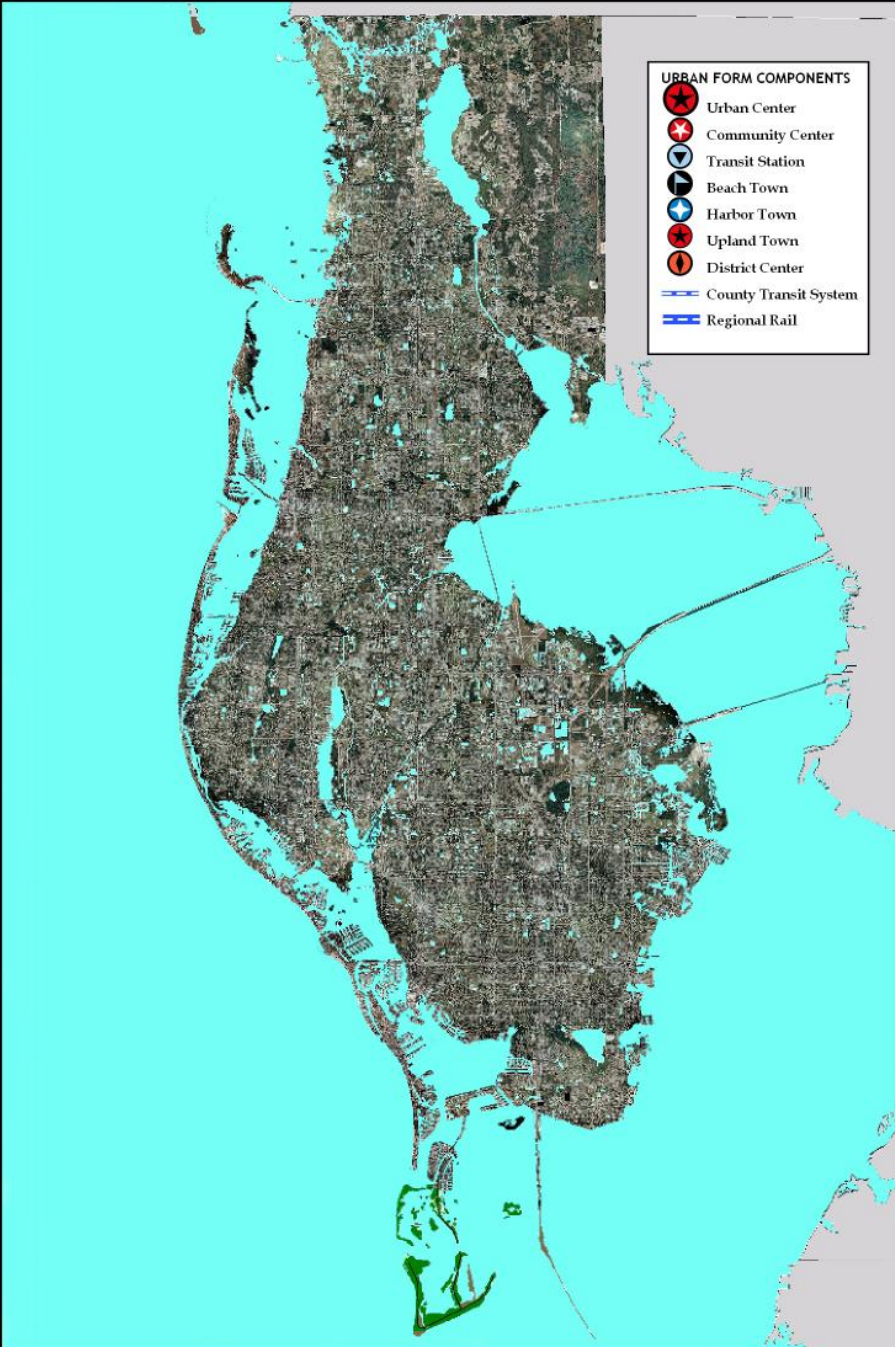 URBAN FORM COMPONENTS
Urban Center
Community Center
Transit Station
Beach Town
Harbor Town
Upland Town
District Center
County Transit System
Regional Rail